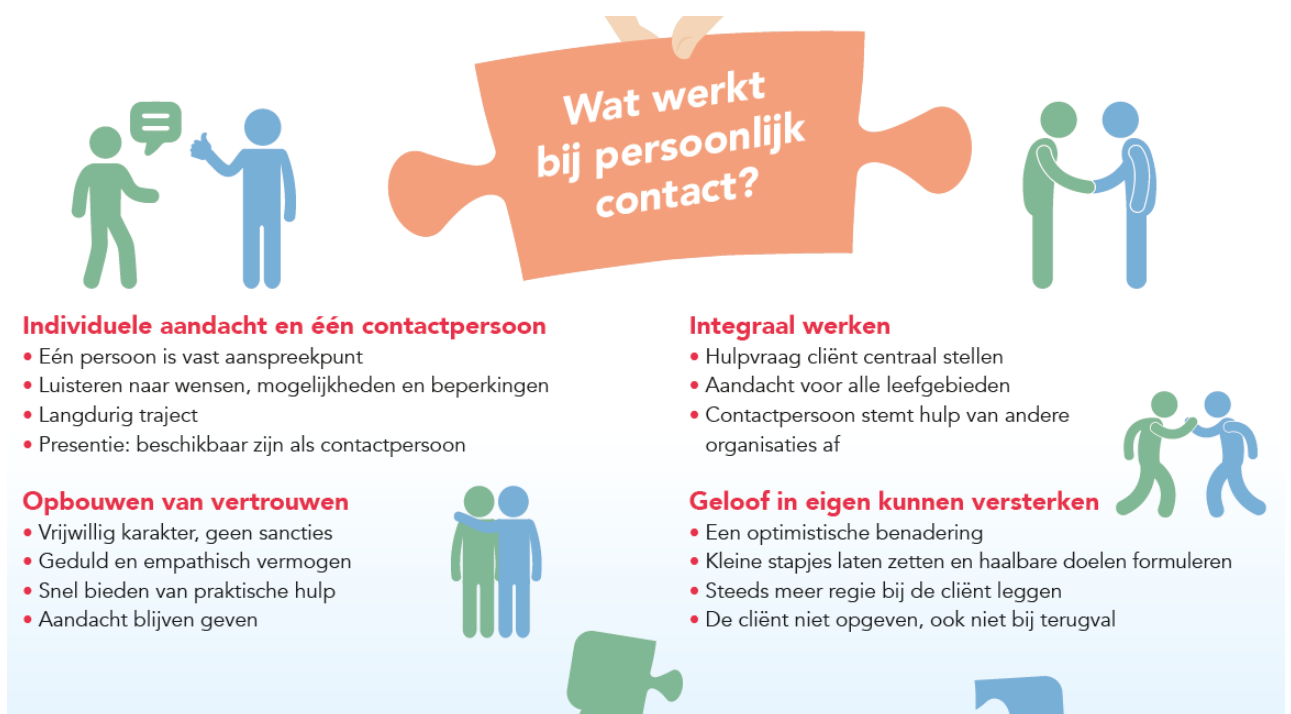 Wat werkt
bij persoonlijk
contact?
Individuele aandacht en één contactpersoon
• Eén persoon is vast aanspreekpunt
• Luisteren naar wensen, mogelijkheden en beperkingen
• Langdurig traject
• Presentie: beschikbaar zijn als contactpersoon
Opbouwen van vertrouwen
• Vrijwillig karakter, geen sancties
• Geduld en empathisch vermogen
• Snel bieden van praktische hulp
• Aandacht blijven geven
Integraal werken
• Hulpvraag cliënt centraal stellen
• Aandacht voor alle leefgebieden
• Contactpersoon stemt hulp van andere
organisaties af
Geloof in eigen kunnen versterken
• Een optimistische benadering
• Kleine stapjes laten zetten en haalbare doelen formuleren
• Steeds meer regie bij de cliënt leggen
• De cliënt niet opgeven, ook niet bij terugval